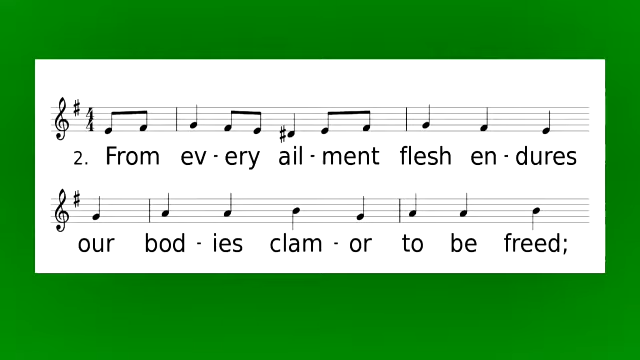 2. From ev - ery ail - ment flesh en - dures
our bod - ies clam - or to be freed;